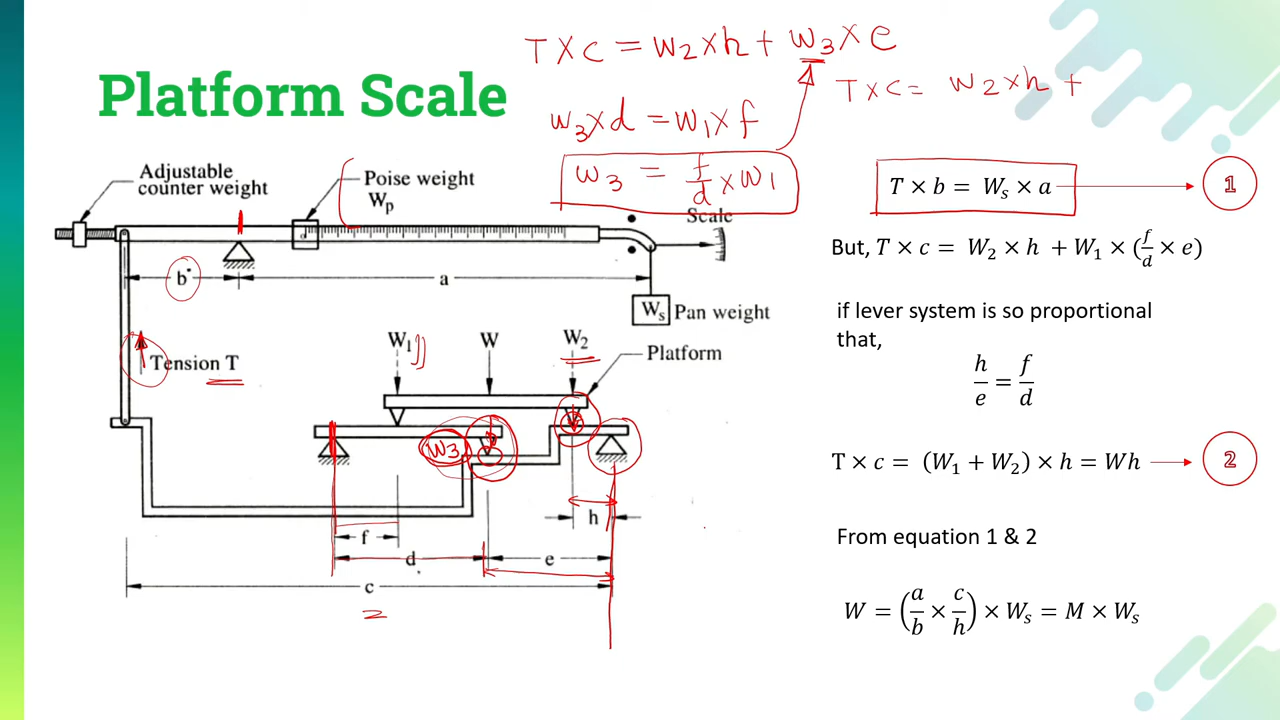 T × c = w2 × h + w3 × e
T × c = w2 × h +
Platform Scale
w3 × d = w1 × f
w3 = f/d × w1
Adjustable
counter weight
Poise weight
Wp
Scale
b
a
Ws Pan weight
Tension T
W1
W
W2
Platform
w3
h
f
d
e
c
T × b = Ws × a
1
But, T × c = W2 × h + W1 × (f/d × e)
if lever system is so proportional
that,
h/e = f/d
T × c = (W1 + W2) × h = Wh
2
From equation 1 & 2
W = (a/b × c/h) × Ws = M × Ws